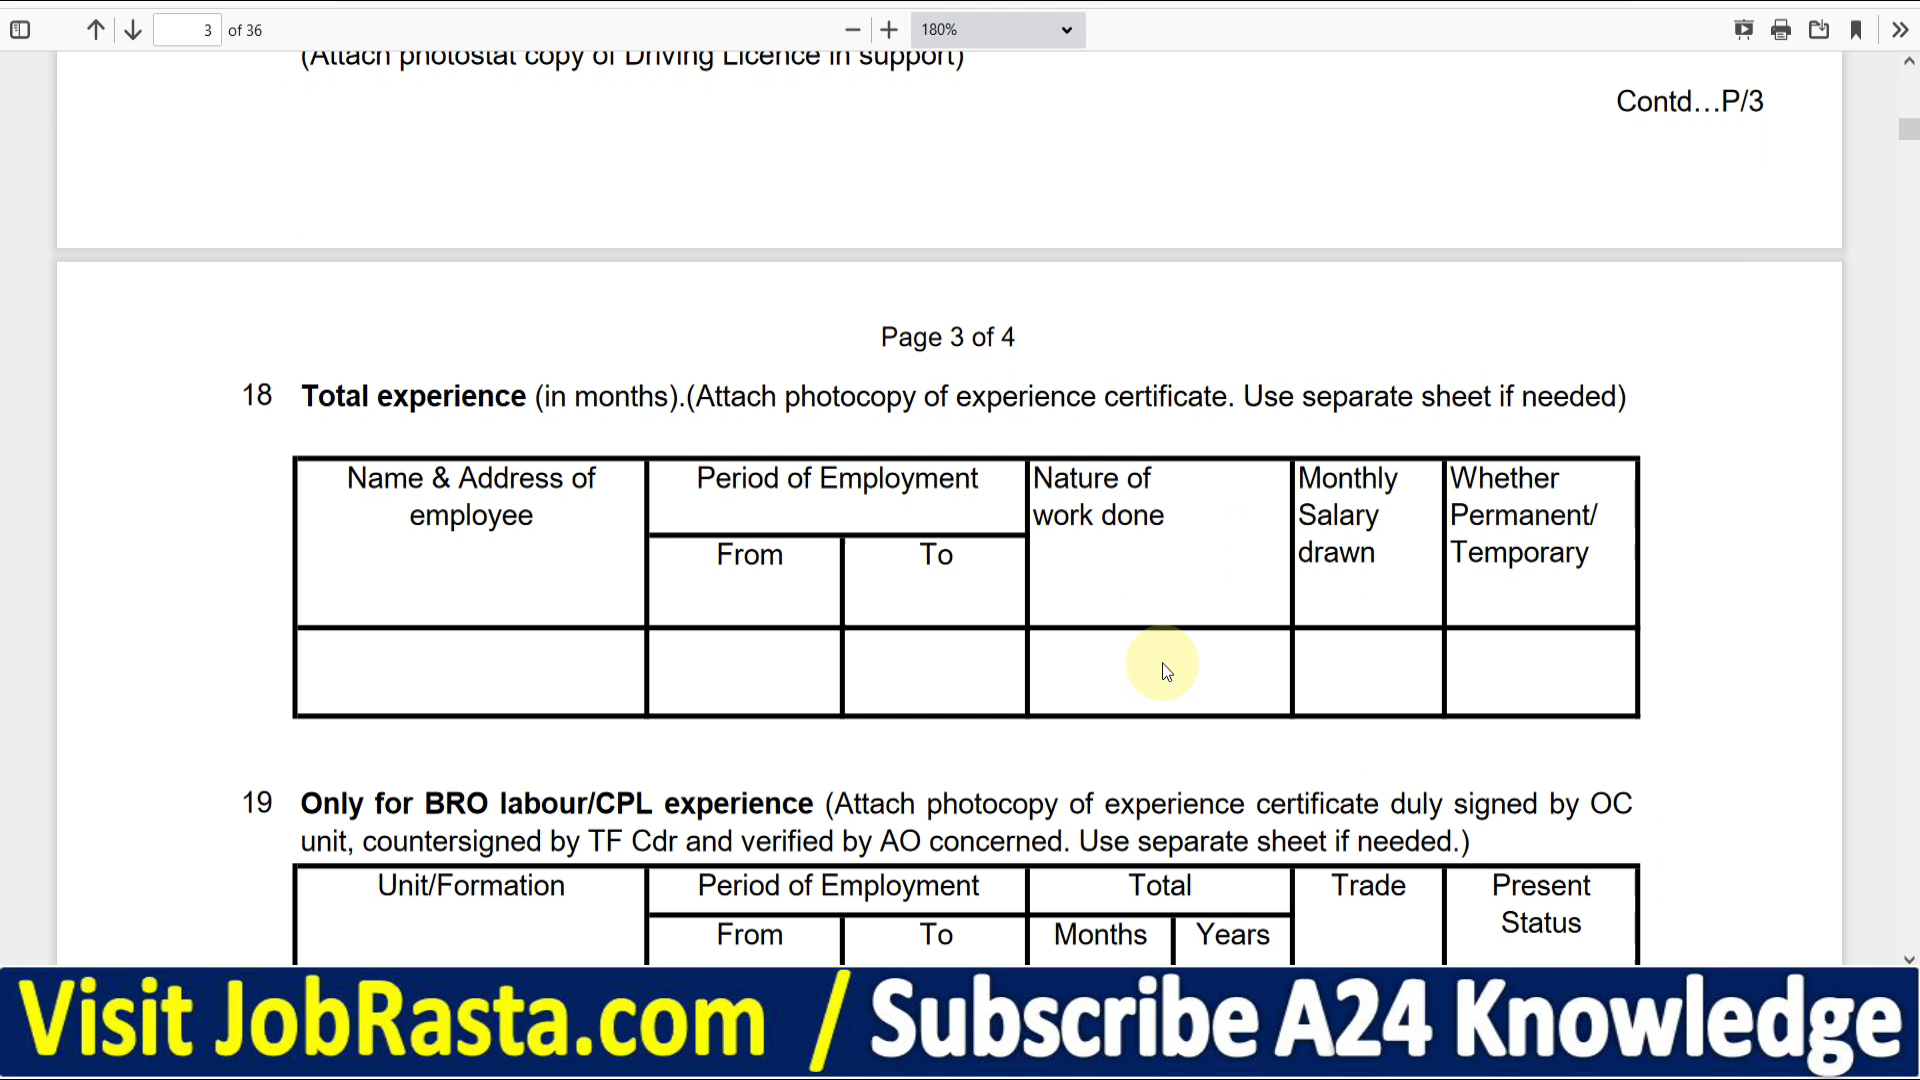 3 of 36 180%
(Attach photostat copy of Driving Licence in support)
Contd…P/3
Page 3 of 4
18 Total experience (in months).(Attach photocopy of experience certificate. Use separate sheet if needed)
Name & Address of employee
Period of Employment
From To
Nature of work done
Monthly Salary drawn
Whether Permanent/ Temporary
19 Only for BRO labour/CPL experience (Attach photocopy of experience certificate duly signed by OC
unit, countersigned by TF Cdr and verified by AO concerned. Use separate sheet if needed.)
Unit/Formation
Period of Employment
From To
Total
Months Years
Trade
Present Status
Visit JobRasta.com / Subscribe A24 Knowledge